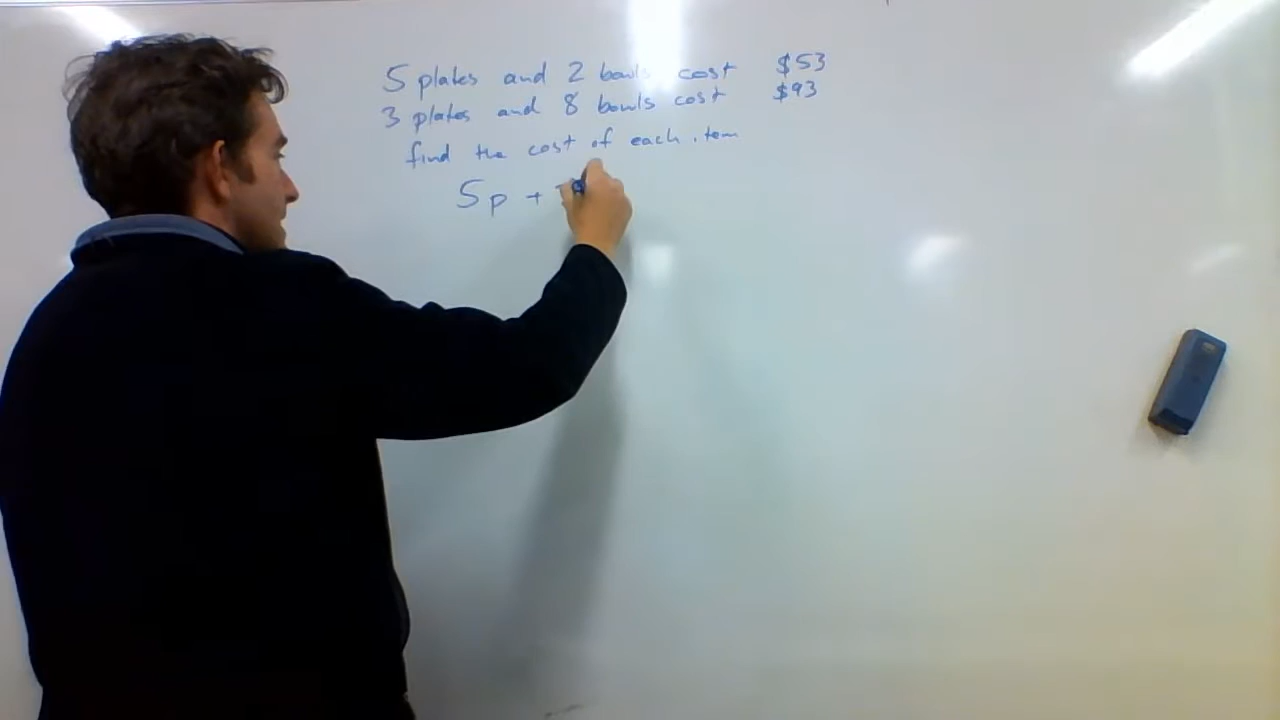 5 plates and 2 bowls cost $53
3 plates and 8 bowls cost $93
find the cost of each item
5p +